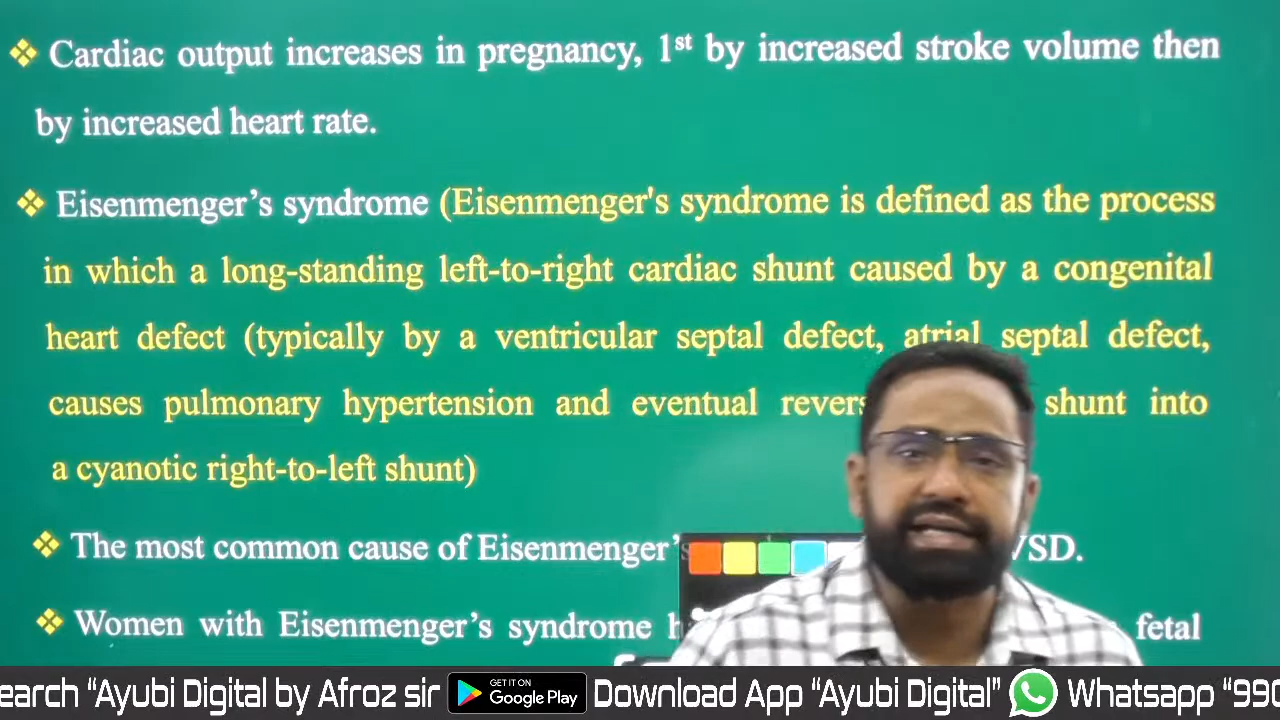 ❖ Cardiac output increases in pregnancy, 1st by increased stroke volume then
by increased heart rate.
❖ Eisenmenger’s syndrome (Eisenmenger's syndrome is defined as the process
in which a long-standing left-to-right cardiac shunt caused by a congenital
heart defect (typically by a ventricular septal defect, atrial septal defect,
causes pulmonary hypertension and eventual shunt into
a cyanotic right-to-left shunt)
❖ The most common cause of Eisenmenger’s VSD.
❖ Women with Eisenmenger’s syndrome fetal
earch “Ayubi Digital by Afroz sir GET IT ON Google Play Download App “Ayubi Digital” Whatsapp “990